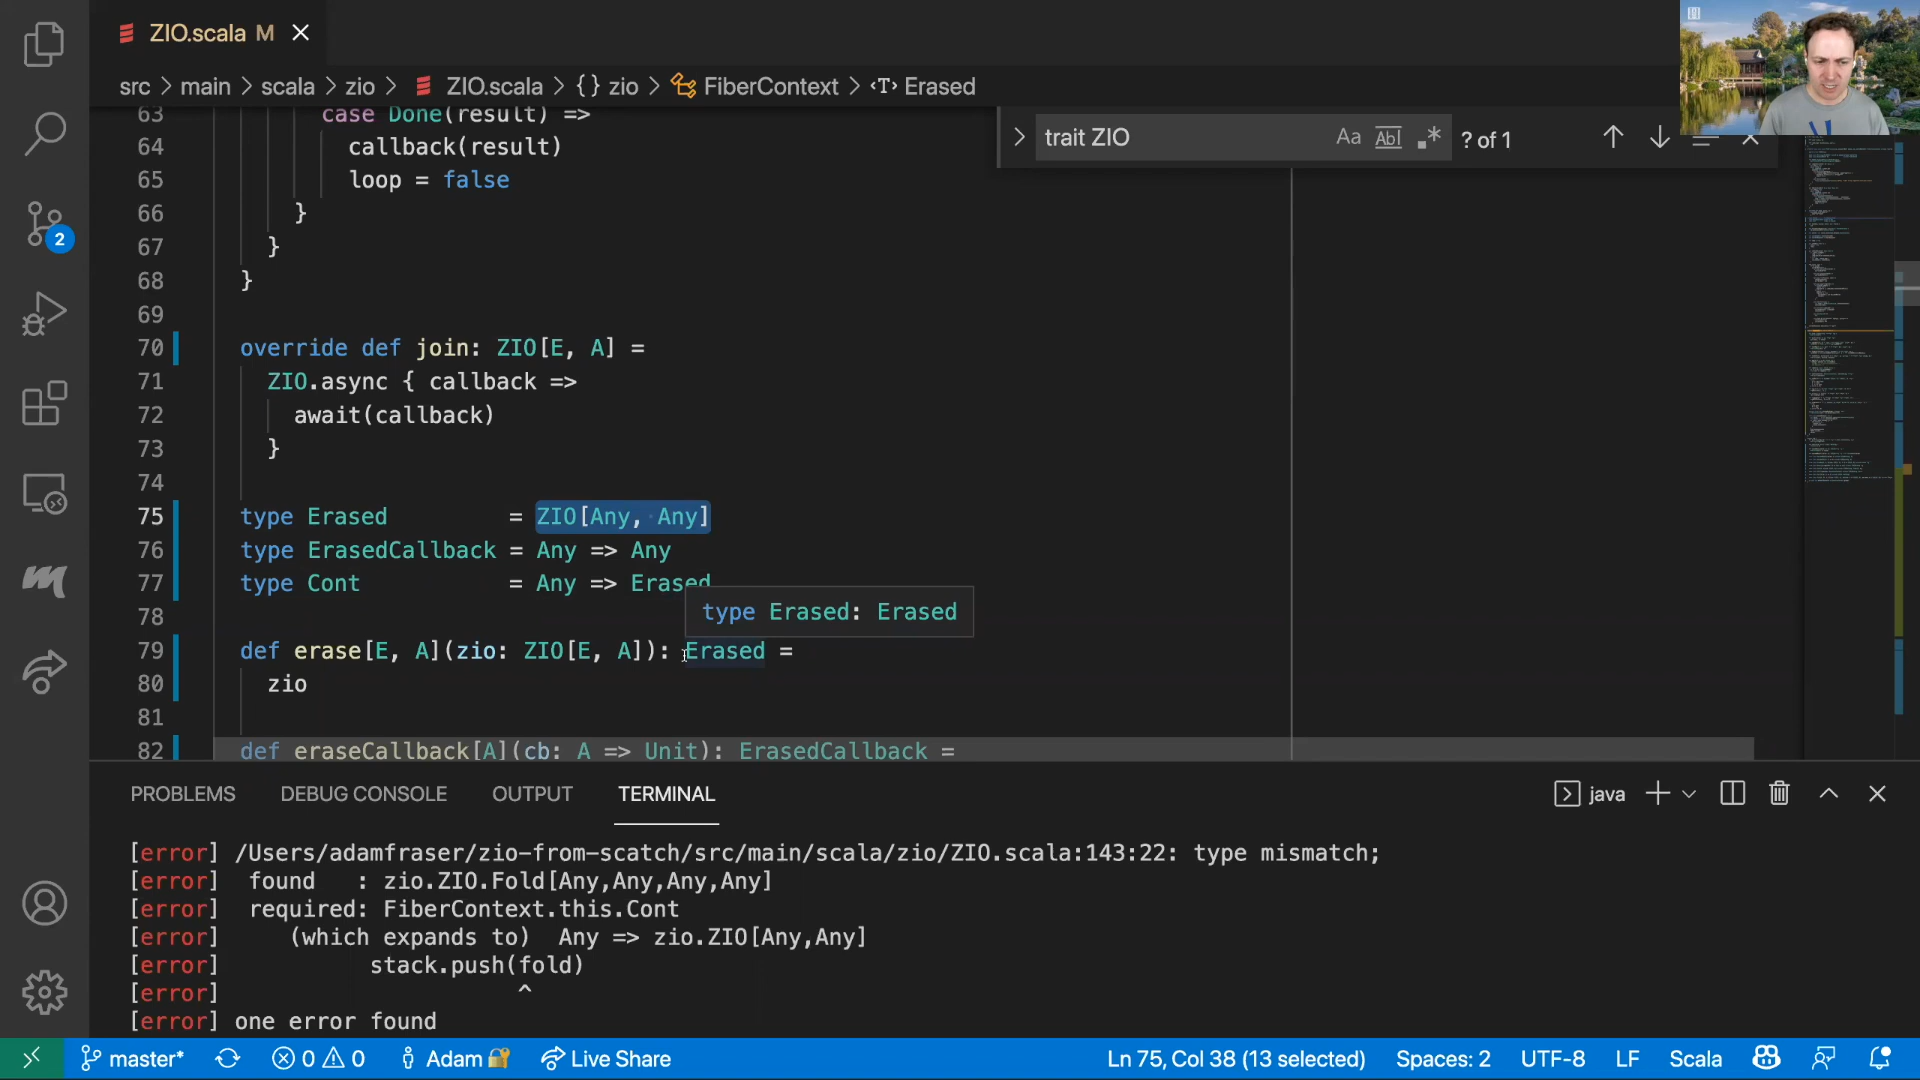 ZIO.scala M
src > main > scala > zio > ZIO.scala > {} zio > FiberContext > Erased
trait ZIO
Aa Abl .* ? of 1
63 case Done(result) =>
64 callback(result)
65 loop = false
66 }
67 }
68 }
69
70 override def join: ZIO[E, A] =
71 ZIO.async { callback =>
72 await(callback)
73 }
74
75 type Erased = ZIO[Any, Any]
76 type ErasedCallback = Any => Any
77 type Cont = Any => Erased
type Erased: Erased
78
79 def erase[E, A](zio: ZIO[E, A]): Erased =
80 zio
81
82 def eraseCallback[A](cb: A => Unit): ErasedCallback =
PROBLEMS DEBUG CONSOLE OUTPUT TERMINAL
java
[error] /Users/adamfraser/zio-from-scatch/src/main/scala/zio/ZIO.scala:143:22: type mismatch;
[error] found : zio.ZIO.Fold[Any,Any,Any,Any]
[error] required: FiberContext.this.Cont
[error] (which expands to) Any => zio.ZIO[Any,Any]
[error] stack.push(fold)
[error] ^
[error] one error found
2
master* 0 0 Adam Live Share
Ln 75, Col 38 (13 selected) Spaces: 2 UTF-8 LF Scala